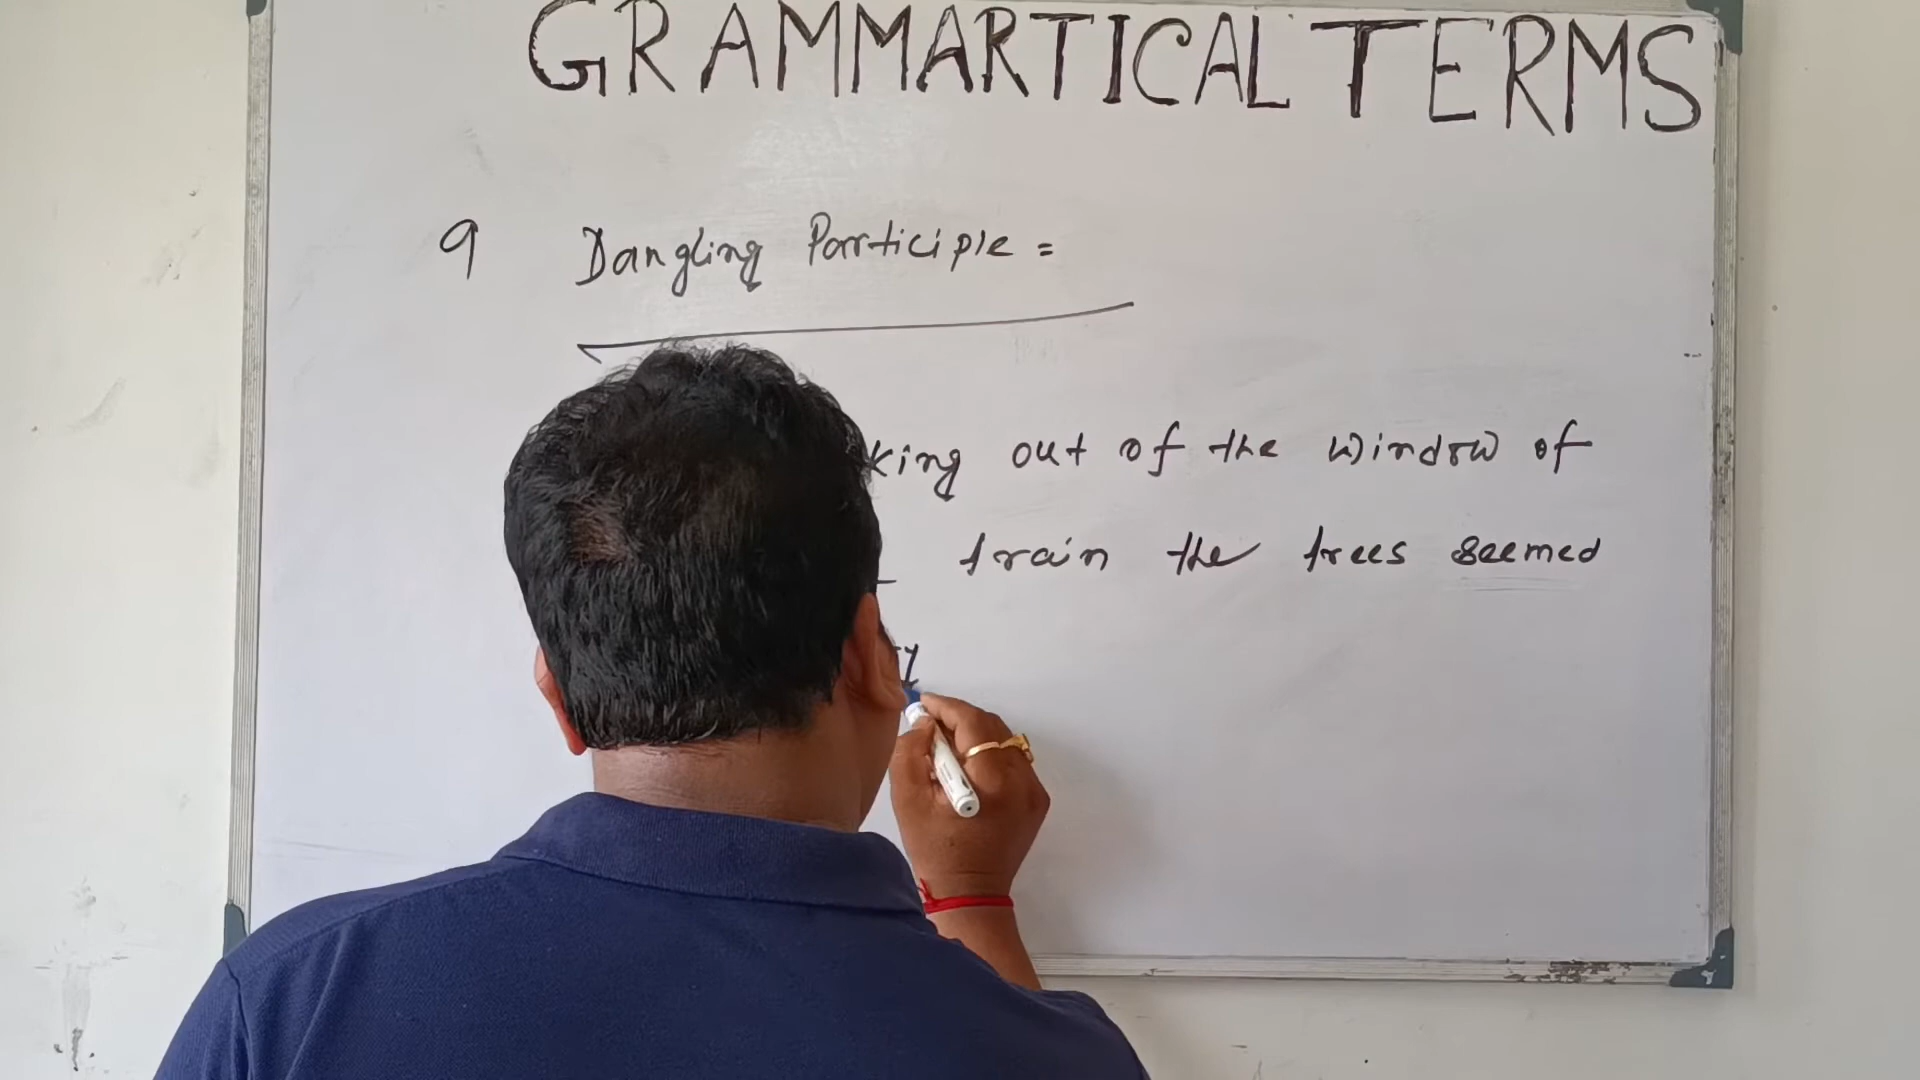 GRAMMARTICAL TERMS
9 Dangling Participle =
king out of the window of
train the trees seemed